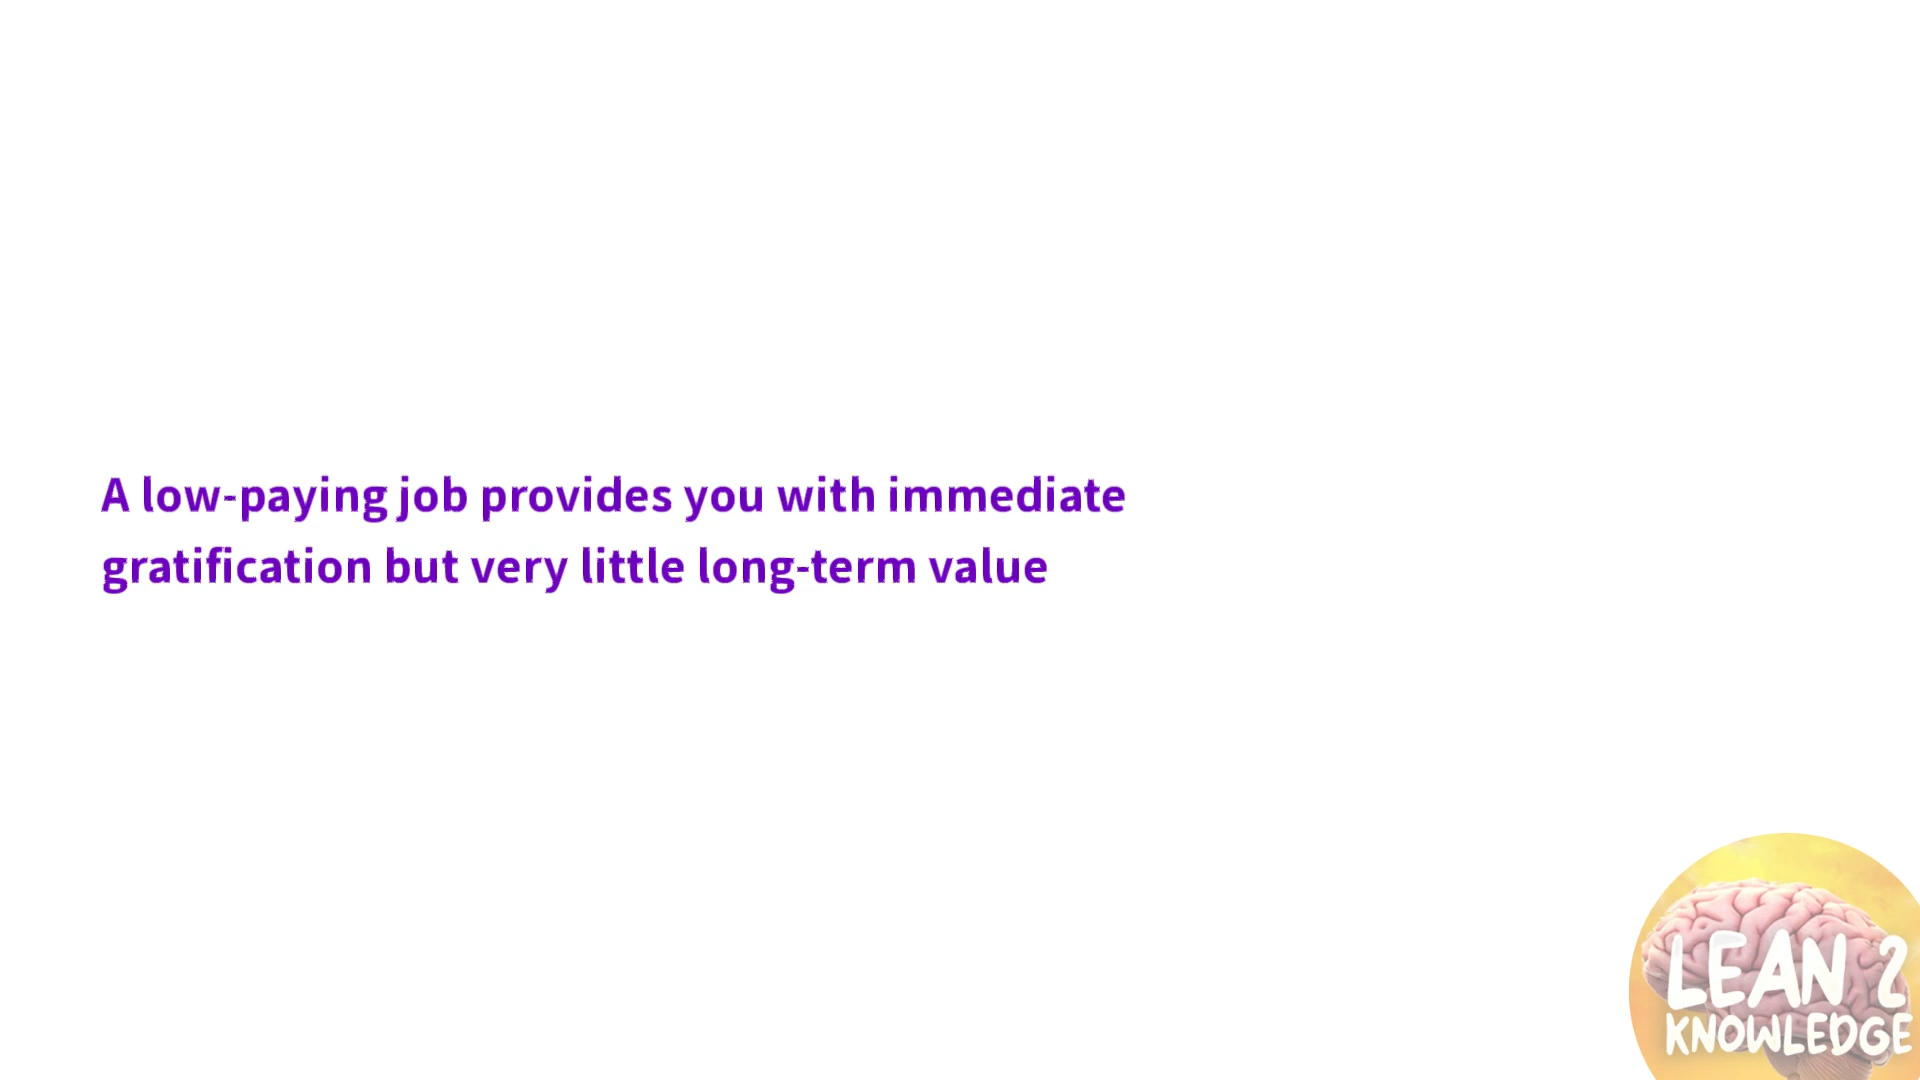 A low-paying job provides you with immediate
gratification but very little long-term value
LEAN 2
KNOWLEDGE